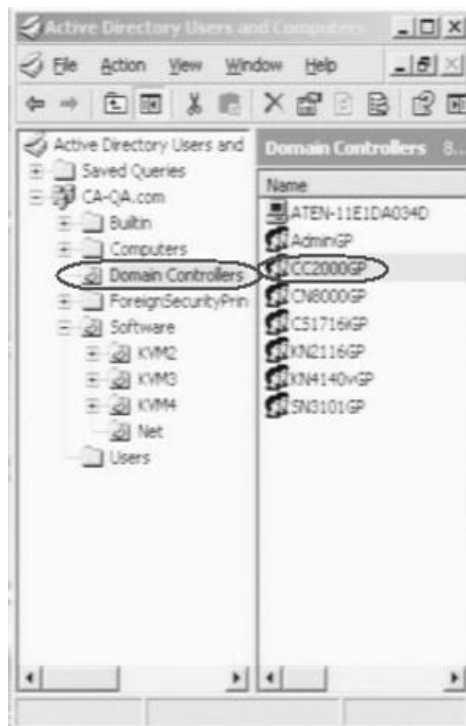 Active Directory Users and Computers
File Action View Window Help
Active Directory Users and
Saved Queries
CA-QA.com
Builtin
Computers
Domain Controllers
ForeignSecurityPrin
Software
KVM2
KVM3
KVM4
Net
Users
Domain Controllers 8...
Name
ATEN-11E1DA034D
AdminGP
CC2000GP
CN8000GP
CS1716iGP
KN2116GP
KN4140vGP
SN3101GP